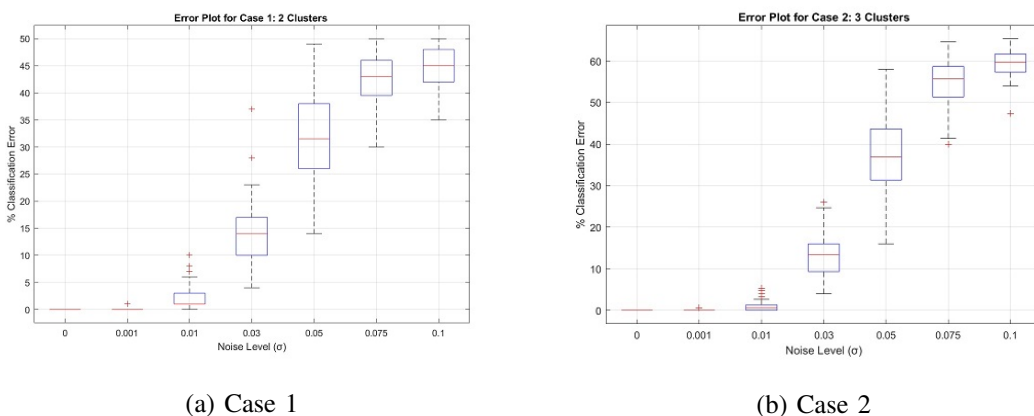 Error Plot for Case 1: 2 Clusters
% Classification Error
50
45
40
35
30
25
20
15
10
5
0
0 0.001 0.01 0.03 0.05 0.075 0.1
Noise Level (σ)
(a) Case 1
Error Plot for Case 2: 3 Clusters
% Classification Error
60
50
40
30
20
10
0
0 0.001 0.01 0.03 0.05 0.075 0.1
Noise Level (σ)
(b) Case 2